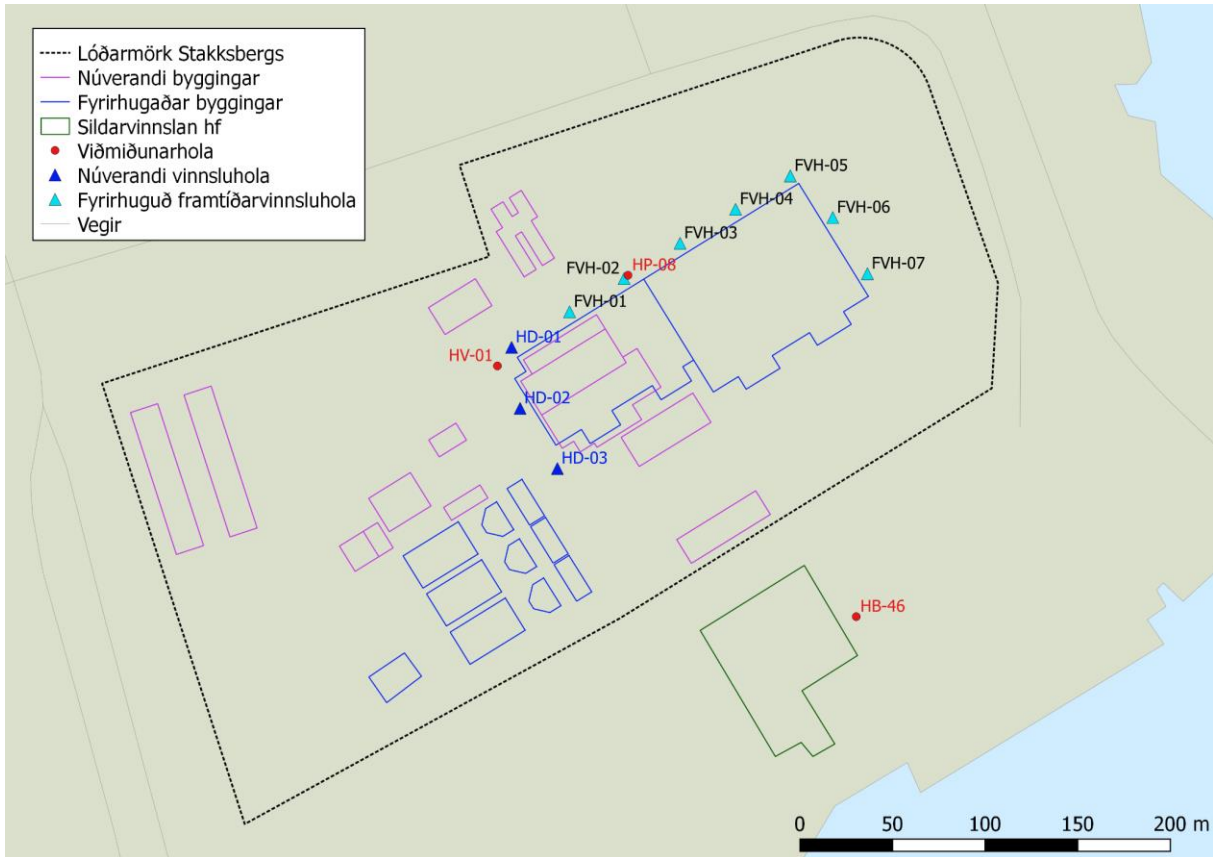 Lóðarmörk Stakksbergs
Núverandi byggingar
Fyrirhugaðar byggingar
Sildarvinnslan hf
Viðmiðunarhola
Núverandi vinnsluhola
Fyrirhuguð framtíðarvinnsluhola
Vegir
FVH-05
FVH-04
FVH-06
FVH-03
FVH-02
HP-08
FVH-07
FVH-01
HD-01
HV-01
HD-02
HD-03
HB-46
0 50 100 150 200 m